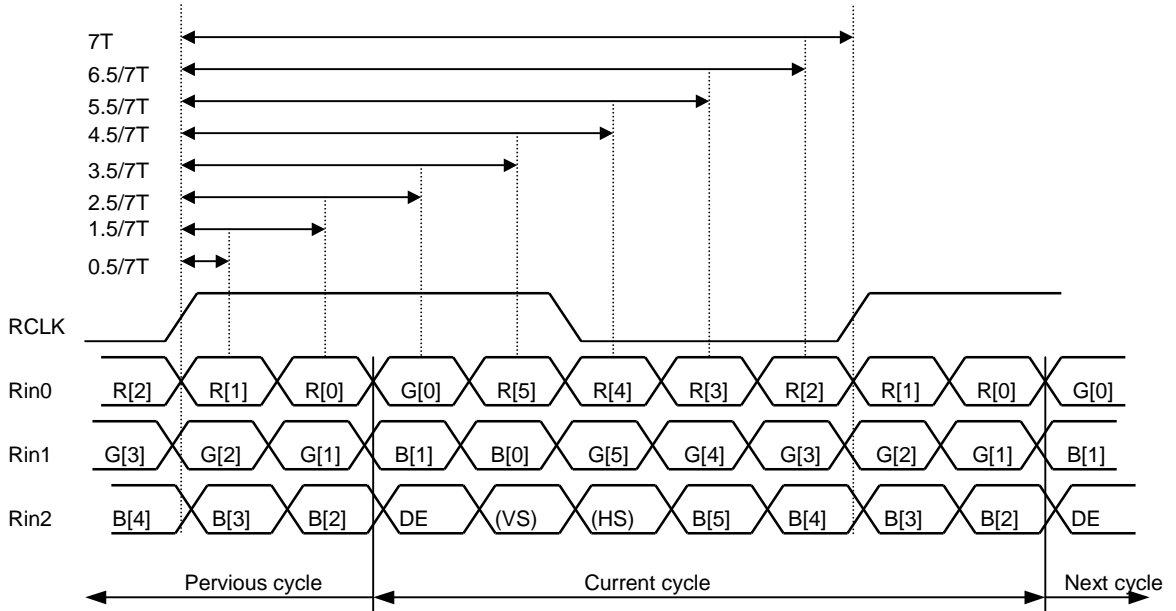 7T
6.5/7T
5.5/7T
4.5/7T
3.5/7T
2.5/7T
1.5/7T
0.5/7T
RCLK
Rin0 R[2] R[1] R[0] G[0] R[5] R[4] R[3] R[2] R[1] R[0] G[0]
Rin1 G[3] G[2] G[1] B[1] B[0] G[5] G[4] G[3] G[2] G[1] B[1]
Rin2 B[4] B[3] B[2] DE (VS) (HS) B[5] B[4] B[3] B[2] DE
Pervious cycle Current cycle Next cycle